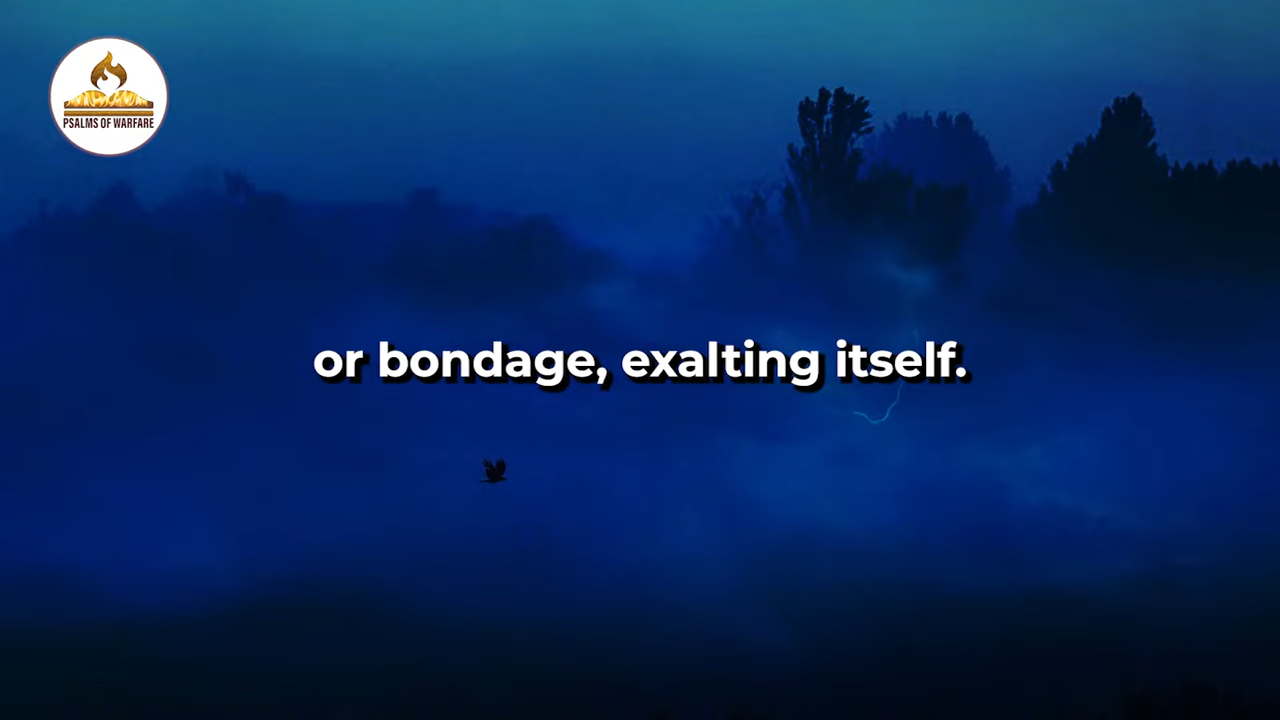 PSALMS OF WARFARE
or bondage, exalting itself.